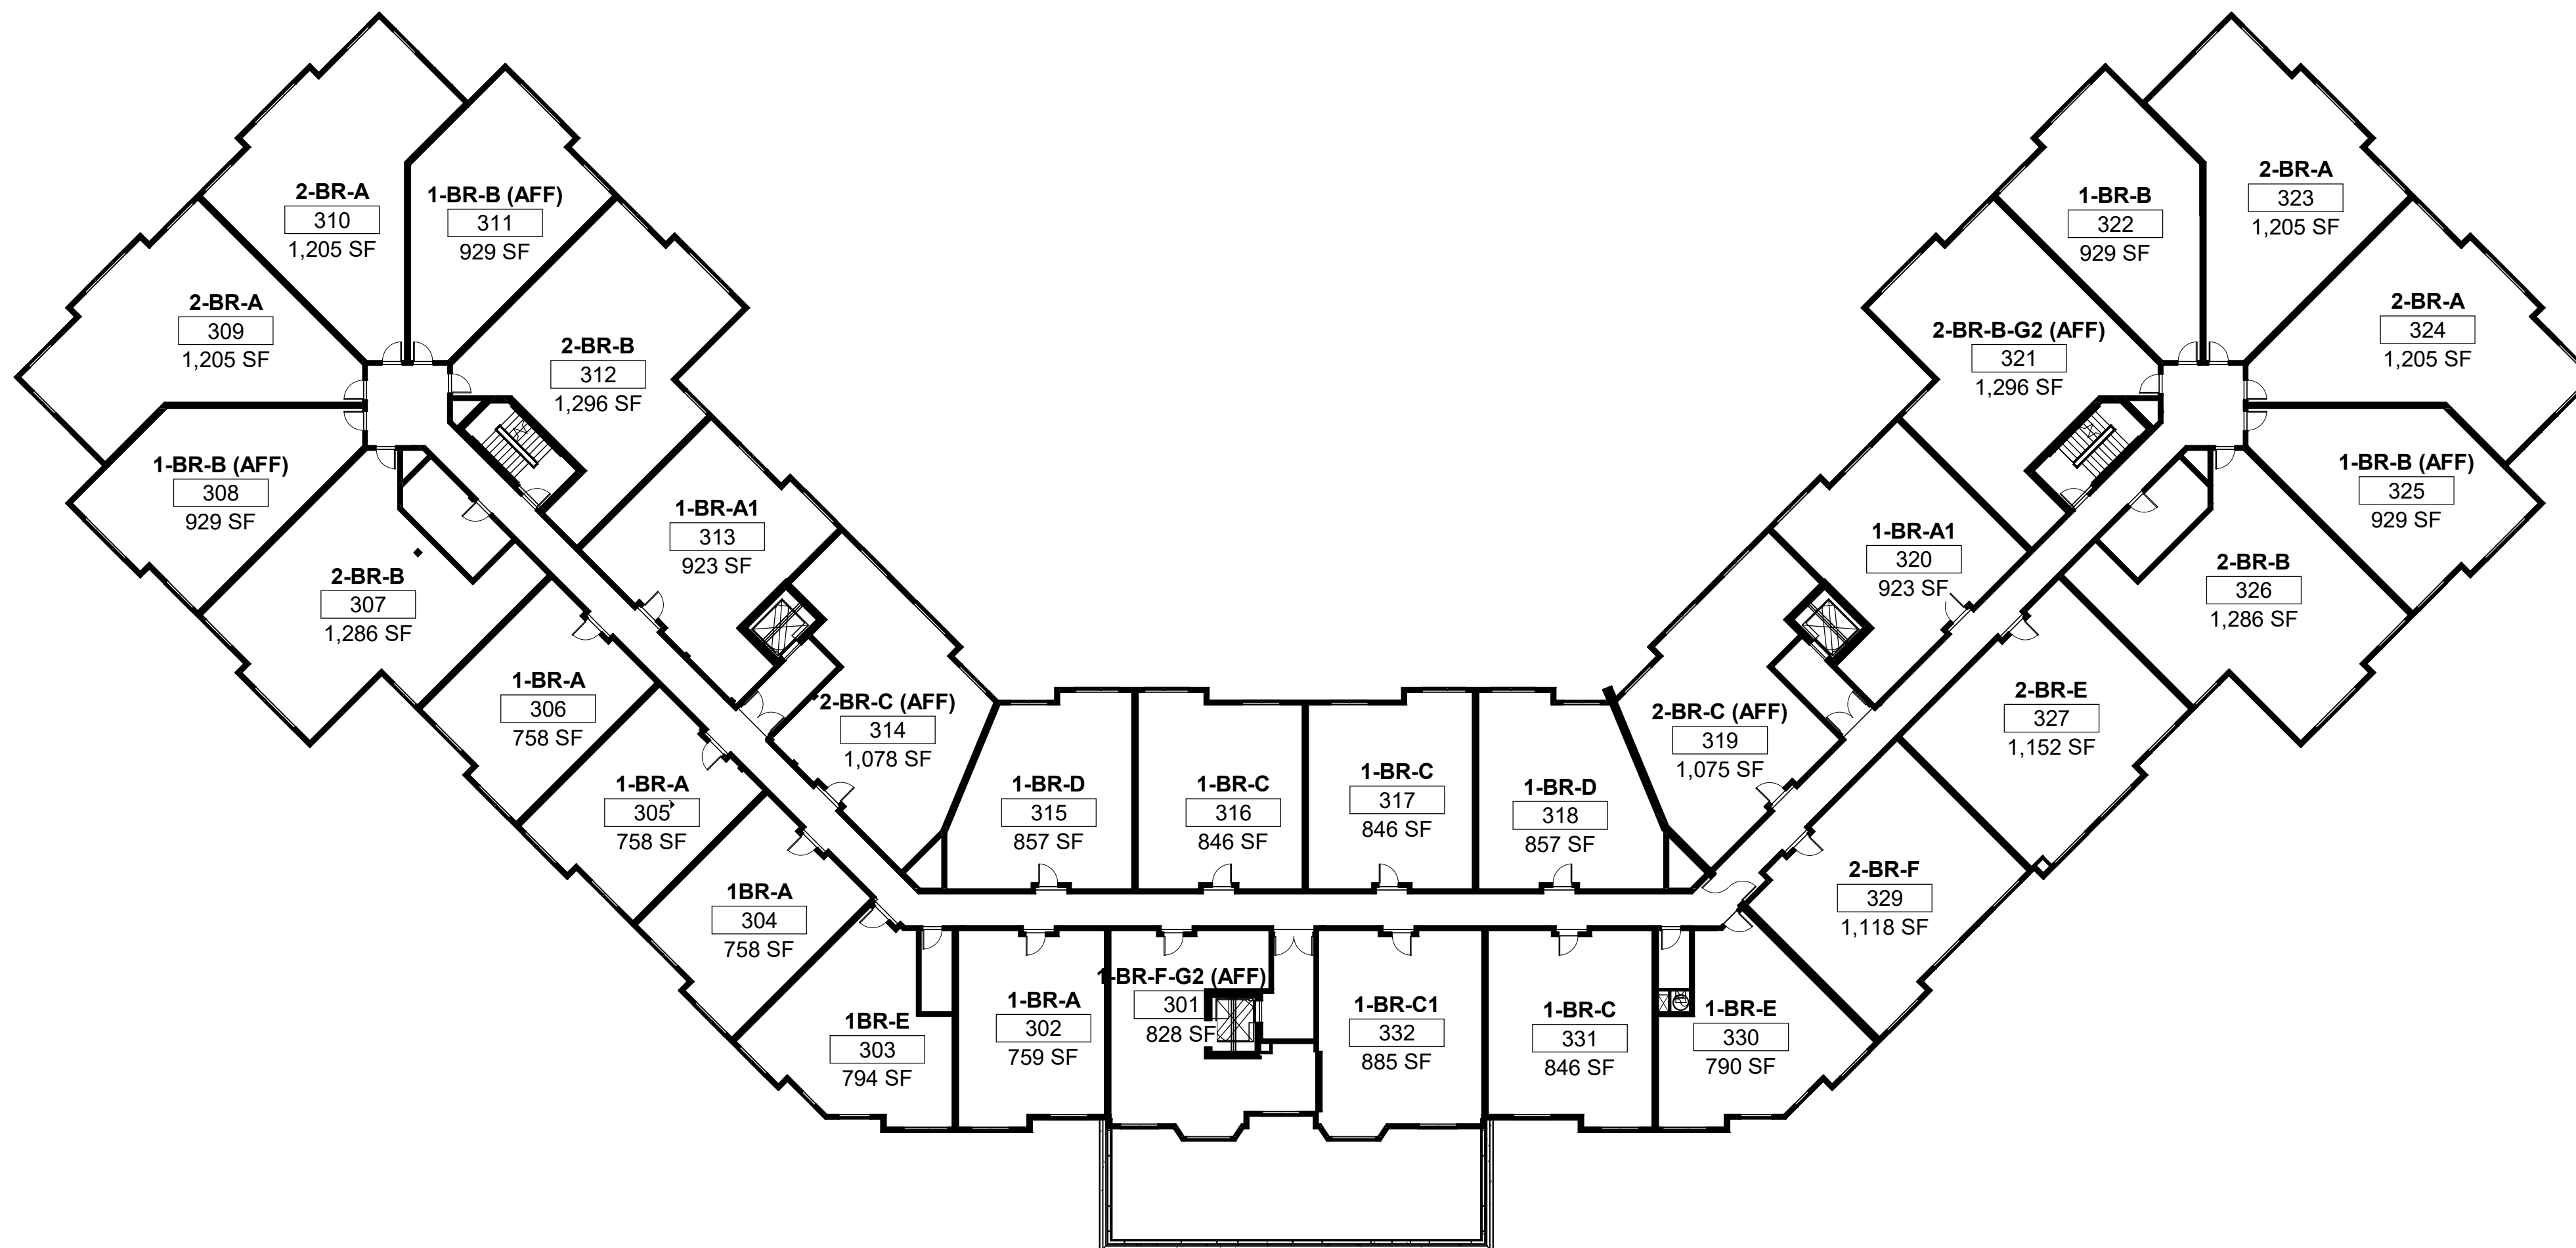 2-BR-A
310
1,205 SF
1-BR-B (AFF)
311
929 SF
2-BR-A
309
1,205 SF
2-BR-B
312
1,296 SF
1-BR-B (AFF)
308
929 SF
2-BR-B
307
1,286 SF
1-BR-A1
313
923 SF
1-BR-A
306
758 SF
2-BR-C (AFF)
314
1,078 SF
1-BR-A
305
758 SF
1BR-A
304
758 SF
1BR-E
303
794 SF
1-BR-A
302
759 SF
1-BR-F-G2 (AFF)
301
828 SF
1-BR-D
315
857 SF
1-BR-C
316
846 SF
1-BR-C
317
846 SF
1-BR-D
318
857 SF
1-BR-C1
332
885 SF
1-BR-C
331
846 SF
1-BR-E
330
790 SF
2-BR-F
329
1,118 SF
2-BR-C (AFF)
319
1,075 SF
2-BR-E
327
1,152 SF
1-BR-A1
320
923 SF
2-BR-B
326
1,286 SF
2-BR-B-G2 (AFF)
321
1,296 SF
1-BR-B (AFF)
325
929 SF
1-BR-B
322
929 SF
2-BR-A
323
1,205 SF
2-BR-A
324
1,205 SF